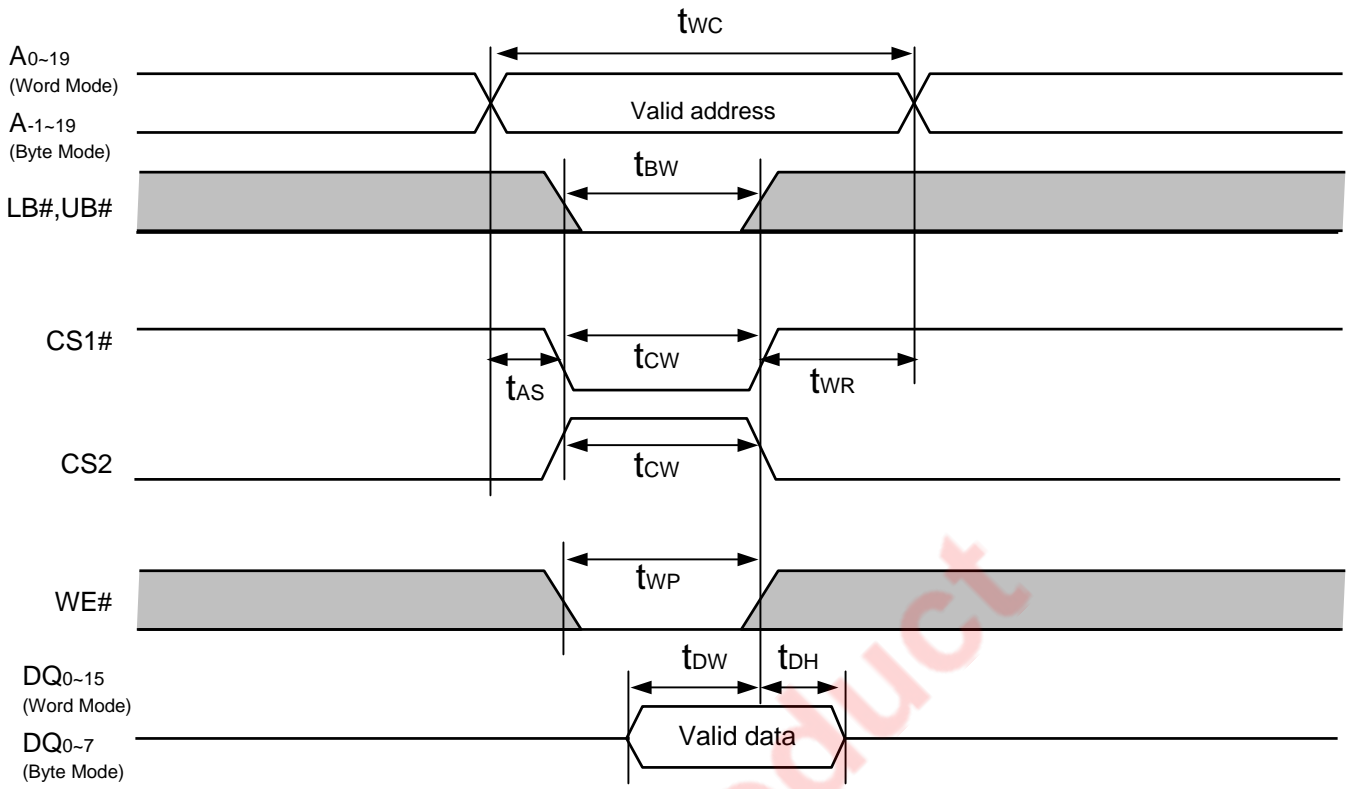 tWC
A0~19
(Word Mode)
A-1~19
(Byte Mode)
Valid address
tBW
LB#,UB#
CS1#
tCW
tAS
tWR
CS2
tCW
WE#
tWP
tDW
tDH
DQ0~15
(Word Mode)
DQ0~7
(Byte Mode)
Valid data